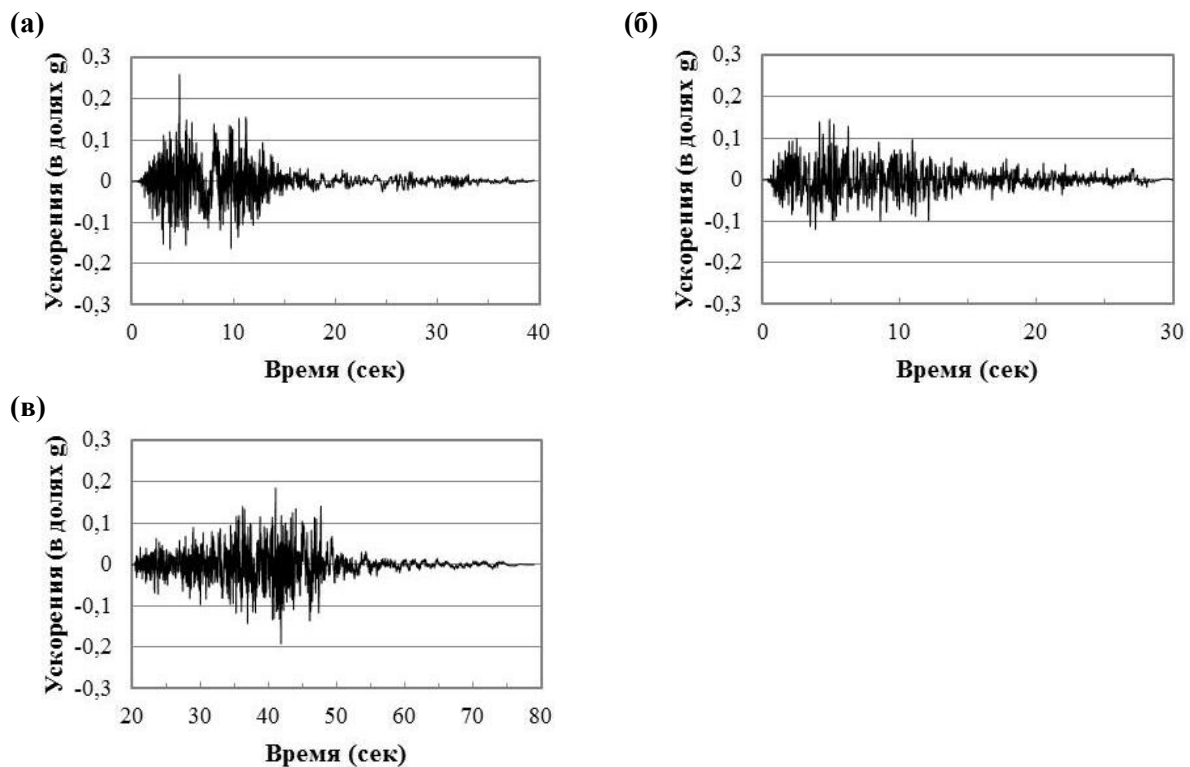 (а)
Ускорения (в долях g)
0,3
0,2
0,1
0
-0,1
-0,2
-0,3
0 10 20 30 40
Время (сек)
(б)
Ускорения (в долях g)
0,3
0,2
0,1
0
-0,1
-0,2
-0,3
0 10 20 30
Время (сек)
(в)
Ускорения (в долях g)
0,3
0,2
0,1
0
-0,1
-0,2
-0,3
20 30 40 50 60 70 80
Время (сек)